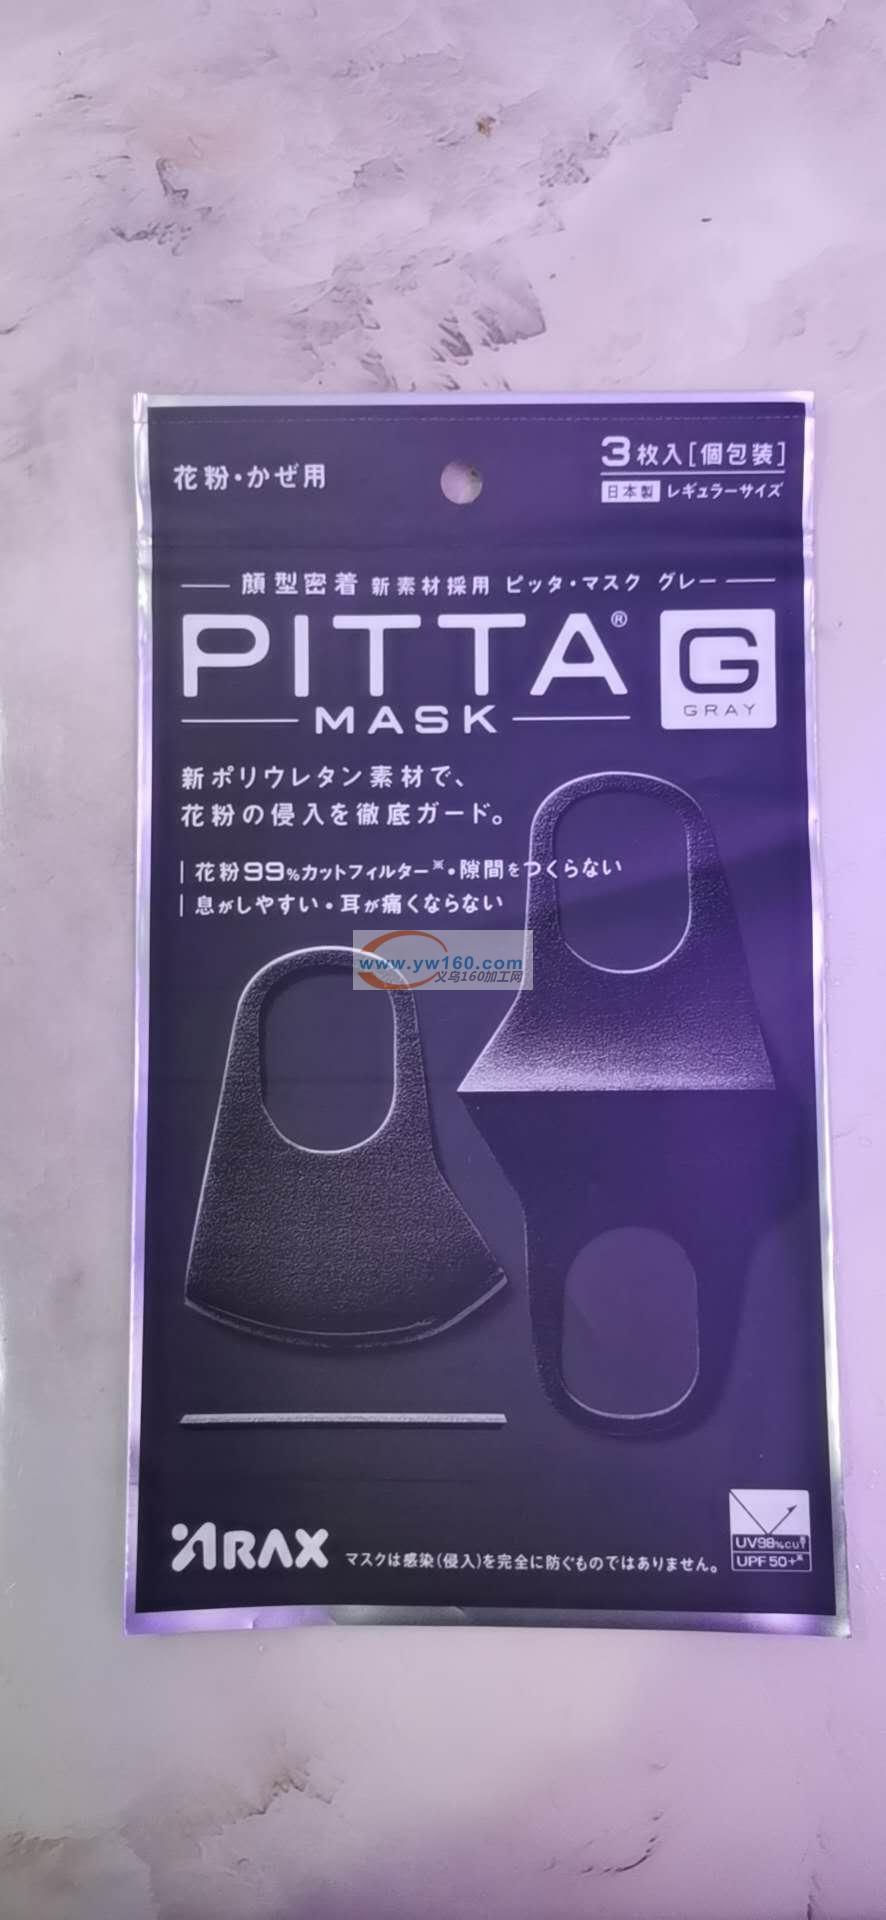 花粉・かぜ用
3枚入[個包装]
日本製 レギュラーサイズ
顔型密着 新素材採用 ピッタ・マスク グレー
PITTA®
MASK
G
GRAY
新ポリウレタン素材で、
花粉の侵入を徹底ガード。
花粉99%カットフィルター※・隙間をつくらない
息がしやすい・耳が痛くならない
www.yw160.com
义乌160加工网
ARAX
マスクは感染(侵入)を完全に防ぐものではありません。
UV98%CUT
UPF50+※